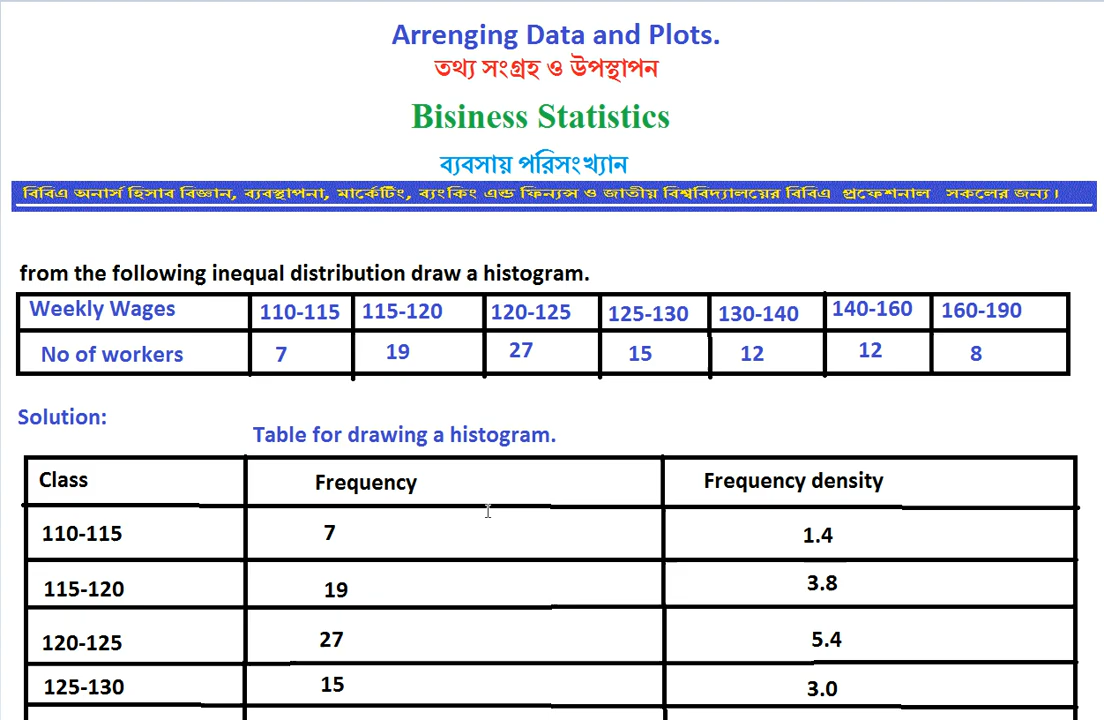 Arrenging Data and Plots.
তথ্য সংগ্রহ ও উপস্থাপন
Bisiness Statistics
ব্যবসায় পরিসংখ্যান
বিবিএ অনার্স হিসাব বিজ্ঞান, ব্যবস্থাপনা, মার্কেটিং, ব্যংকিং এন্ড ফিন্যন্স ও জাতীয় বিশ্ববিদ্যালয়ের বিবিএ প্রফেশনাল সকলের জন্য।
from the following inequal distribution draw a histogram.
Weekly Wages 110-115 115-120 120-125 125-130 130-140 140-160 160-190
No of workers 7 19 27 15 12 12 8
Solution:
Table for drawing a histogram.
Class Frequency Frequency density
110-115 7 1.4
115-120 19 3.8
120-125 27 5.4
125-130 15 3.0